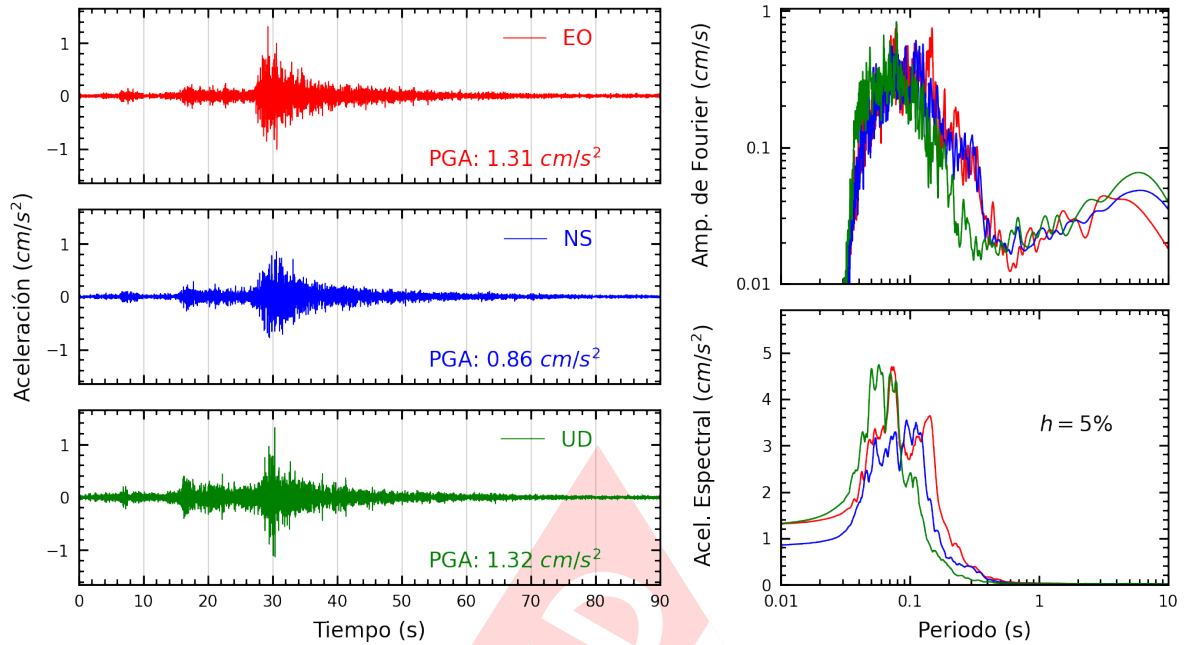 Aceleración (cm/s²)
1
0
−1
EO
PGA: 1.31 cm/s²
1
0
−1
NS
PGA: 0.86 cm/s²
1
0
−1
UD
PGA: 1.32 cm/s²
0 10 20 30 40 50 60 70 80 90
Tiempo (s)
Amp. de Fourier (cm/s)
1
0.1
0.01
Acel. Espectral (cm/s²)
5
4
3
2
1
0
h = 5%
0.01 0.1 1 10
Periodo (s)